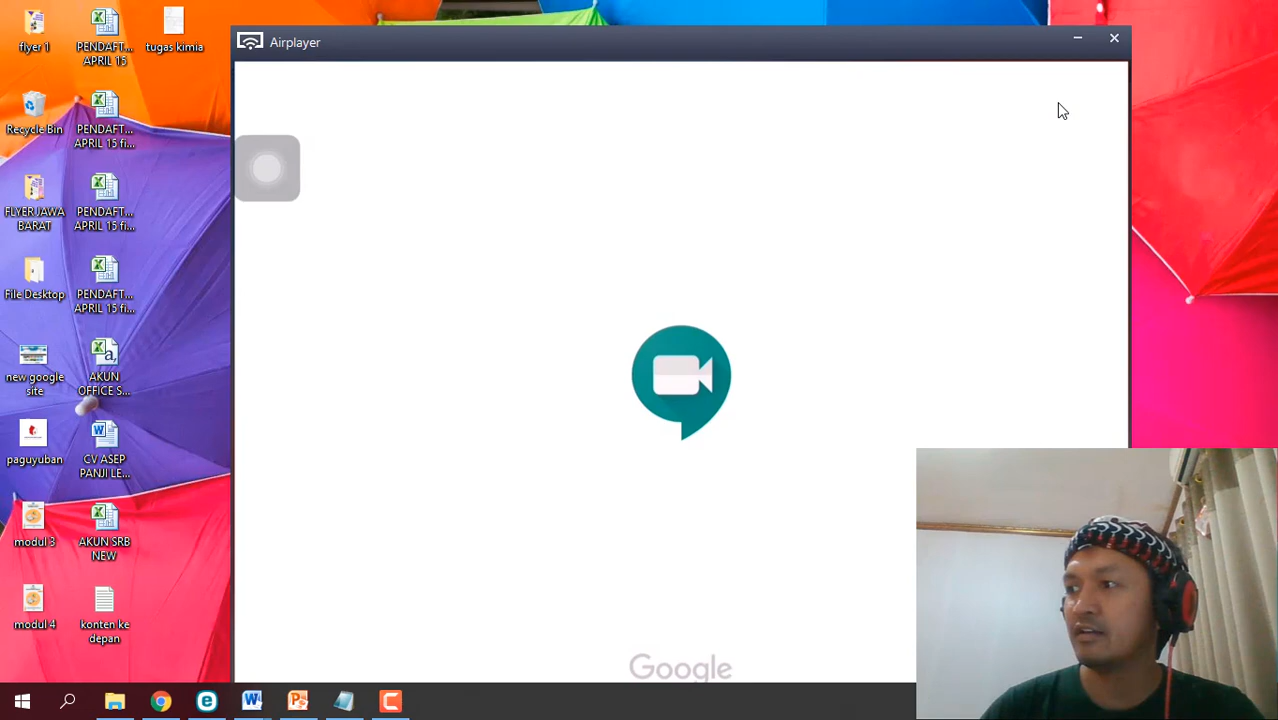 Airplayer
flyer 1
PENDAFT...
APRIL 15
tugas kimia
Recycle Bin
PENDAFT...
APRIL 15 fi...
FLYER JAWA
BARAT
PENDAFT...
APRIL 15 fi...
File Desktop
PENDAFT...
APRIL 15 fi...
new google
site
AKUN
OFFICE S...
paguyuban
CV ASEP
PANJI LE...
modul 3
AKUN SRB
NEW
modul 4
konten ke
depan
Google